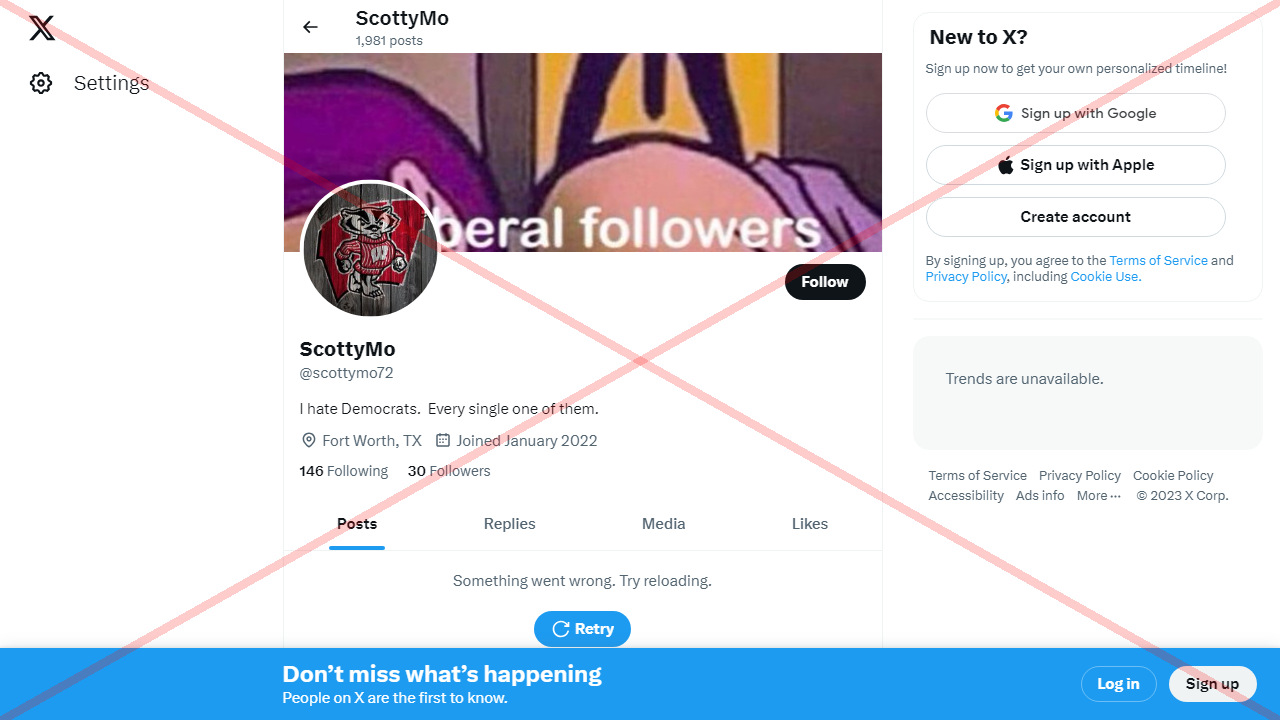 Settings
ScottyMo
1,981 posts
beral followers
Follow
ScottyMo
@scottymo72
I hate Democrats.  Every single one of them.
Fort Worth, TX Joined January 2022
146 Following 30 Followers
Posts Replies Media Likes
Something went wrong. Try reloading.
Retry
New to X?
Sign up now to get your own personalized timeline!
Sign up with Google
Sign up with Apple
Create account
By signing up, you agree to the Terms of Service and
Privacy Policy, including Cookie Use.
Trends are unavailable.
Terms of Service Privacy Policy Cookie Policy
Accessibility Ads info More ··· © 2023 X Corp.
Don’t miss what’s happening
People on X are the first to know.
Log in Sign up